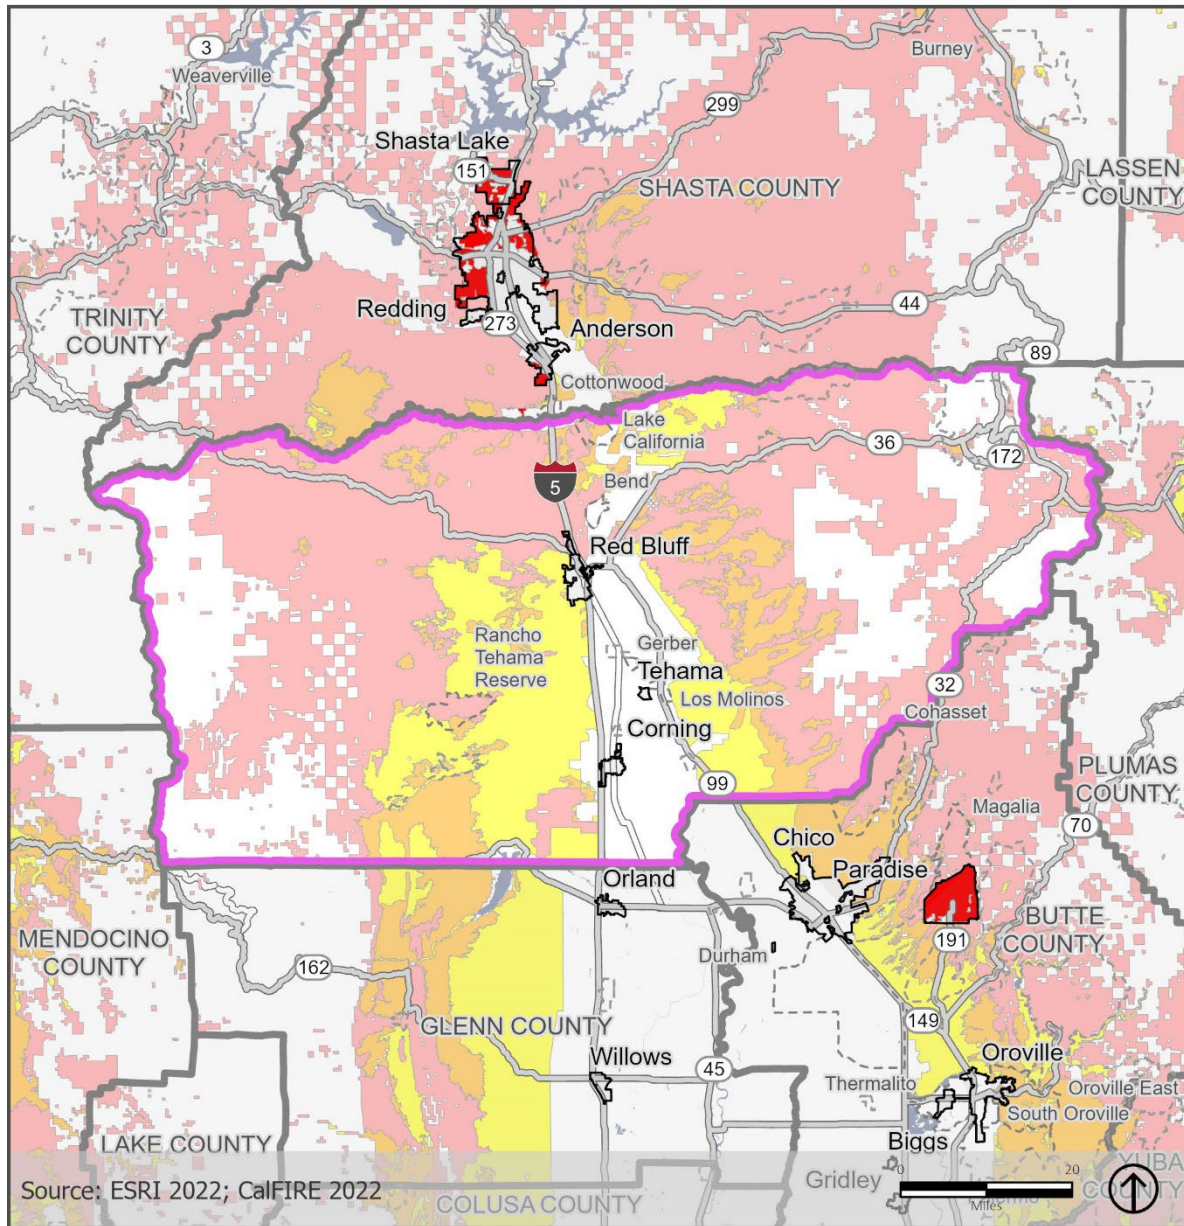 3
Weaverville
Burney
299
Shasta Lake
151
SHASTA COUNTY
LASSEN
COUNTY
TRINITY
COUNTY
Redding
273
Anderson
44
89
Cottonwood
Lake
California
36
172
5
Bend
Red Bluff
Rancho
Tehama
Reserve
Gerber
Tehama
Los Molinos
32
Cohasset
Corning
99
PLUMAS
COUNTY
Magalia
70
Chico
Paradise
Orland
MENDOCINO
COUNTY
162
Durham
191
BUTTE
COUNTY
GLENN COUNTY
149
Willows
45
Oroville
Thermalito
Oroville East
South Oroville
Biggs
LAKE COUNTY
YUBA
COUNTY
Gridley
0
20
Miles
Source: ESRI 2022; CalFIRE 2022
COLUSA COUNTY